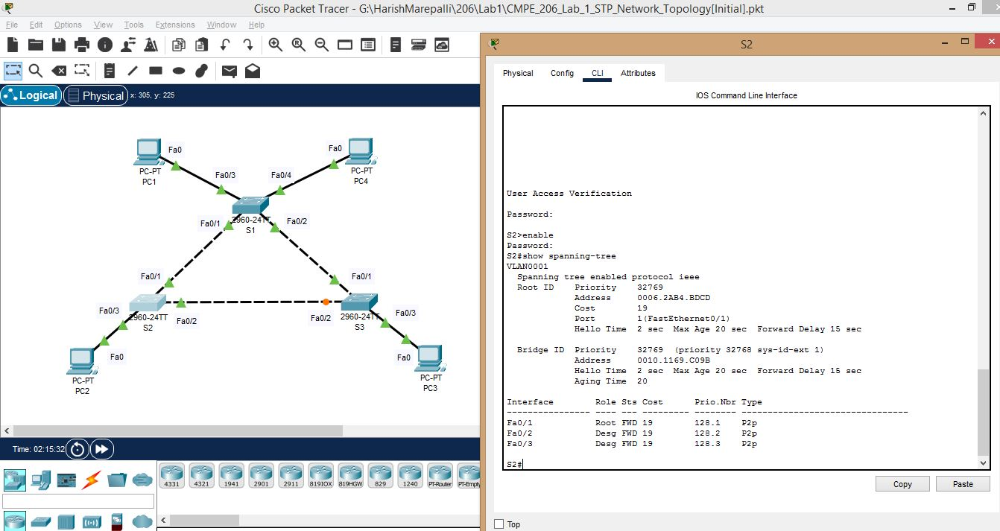 Cisco Packet Tracer - G:\HarishMarepalli\206\Lab1\CMPE_206_Lab_1_STP_Network_Topology[Initial].pkt
File Edit Options View Tools Extensions Window Help
Logical Physical x: 305, y: 225
Fa0 Fa0
PC-PT PC-PT
PC1 PC4
Fa0/3 Fa0/4
Fa0/1 2960-24TT Fa0/2
S1
Fa0/1 Fa0/1
Fa0/3 2960-24TT Fa0/2 Fa0/2 2960-24TT Fa0/3
S2 S3
Fa0 Fa0
PC-PT PC-PT
PC2 PC3
Time: 02:15:32
4331 4321 1941 2901 2911 819IOX 819HGW 829 1240 PT-Router PT-Empty
S2
Physical Config CLI Attributes
IOS Command Line Interface
User Access Verification
Password:
S2>enable
Password:
S2#show spanning-tree
VLAN0001
Spanning tree enabled protocol ieee
Root ID Priority 32769
Address 0006.2AB4.BDCD
Cost 19
Port 1(FastEthernet0/1)
Hello Time 2 sec Max Age 20 sec Forward Delay 15 sec
Bridge ID Priority 32769 (priority 32768 sys-id-ext 1)
Address 0010.1169.C09B
Hello Time 2 sec Max Age 20 sec Forward Delay 15 sec
Aging Time 20
Interface Role Sts Cost Prio.Nbr Type
---------------- ---- --- --------- -------- --------------------------------
Fa0/1 Root FWD 19 128.1 P2p
Fa0/2 Desg FWD 19 128.2 P2p
Fa0/3 Desg FWD 19 128.3 P2p
S2#
Copy Paste
Top